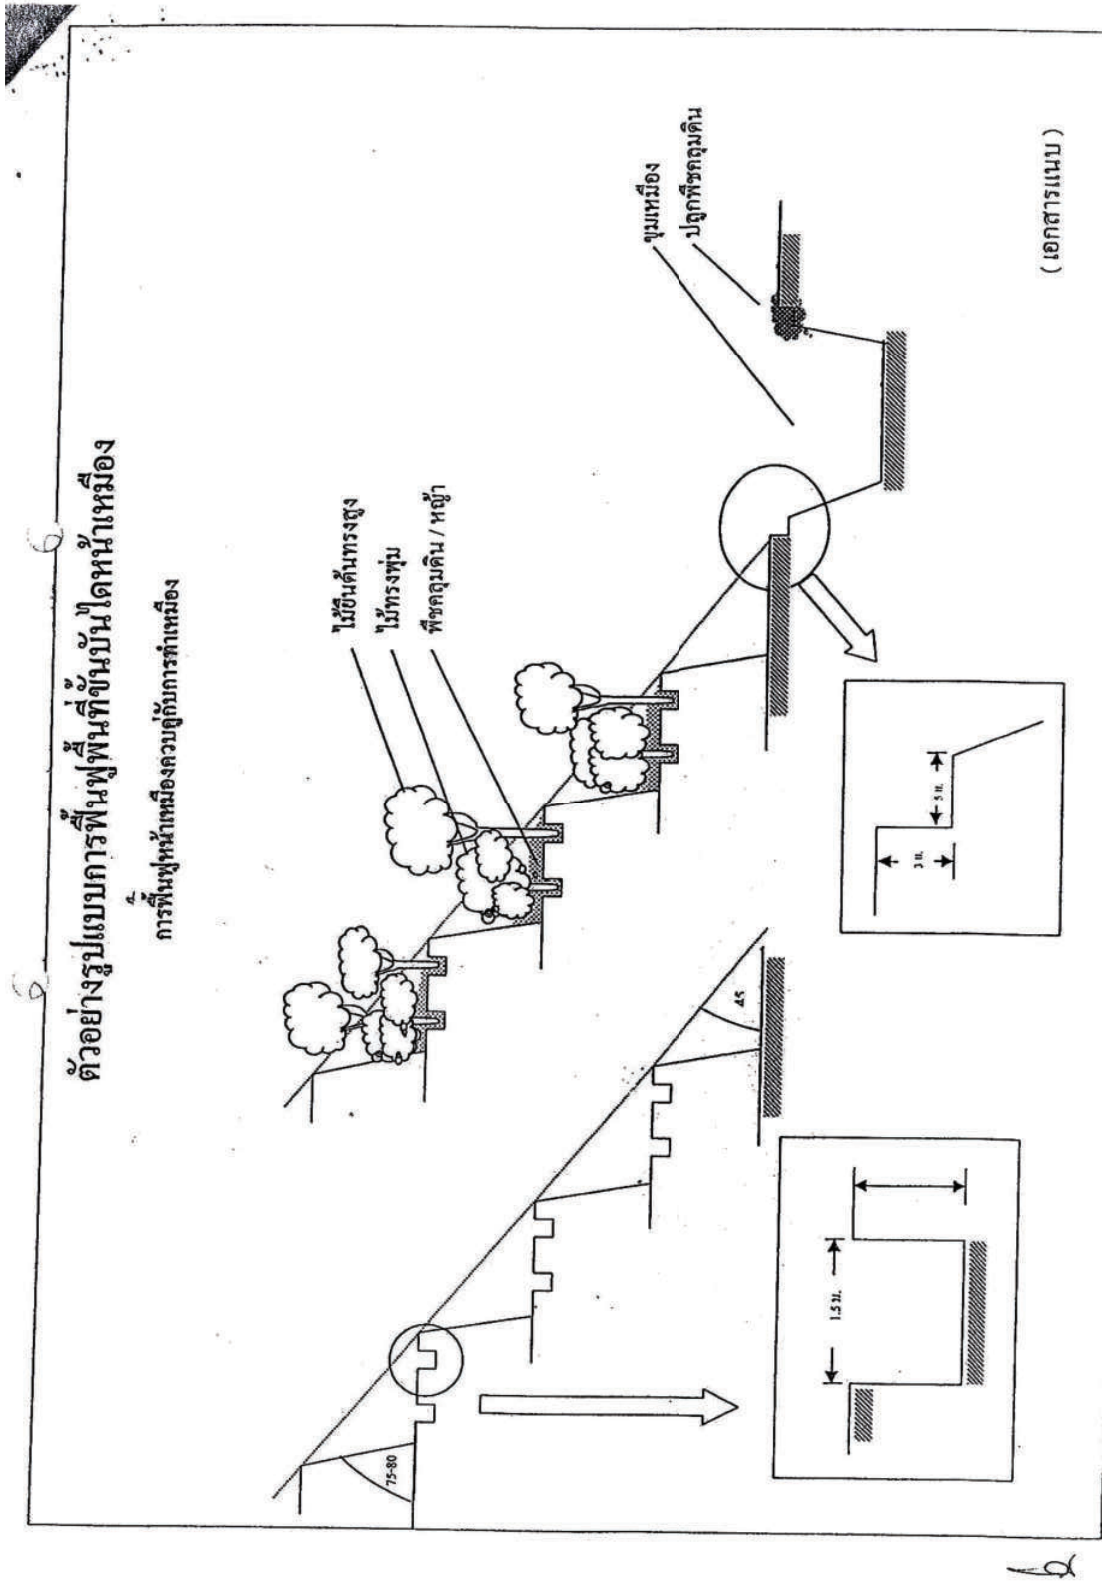 ตัวอย่างรูปแบบการฟื้นฟูพื้นที่ขั้นบันไดหน้าเหมือง
การฟื้นฟูหน้าเหมืองควบคู่กับการทำเหมือง
ไม้ยืนต้นทรงสูง
ไม้ทรงพุ่ม
พืชคลุมดิน / หญ้า
ขุมเหมือง
ปลูกพืชคลุมดิน
75-80
45
1.5 ม.
3 ม.
5 ม.
( เอกสารแนบ )